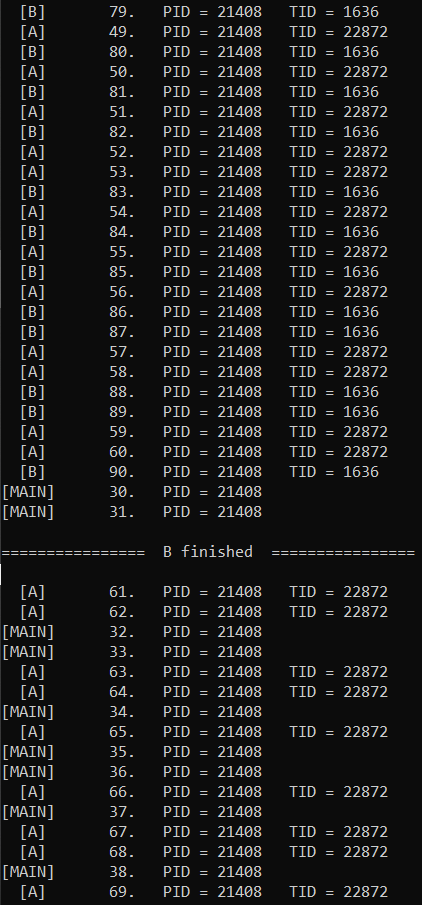 [B] 79. PID = 21408 TID = 1636
[A] 49. PID = 21408 TID = 22872
[B] 80. PID = 21408 TID = 1636
[A] 50. PID = 21408 TID = 22872
[B] 81. PID = 21408 TID = 1636
[A] 51. PID = 21408 TID = 22872
[B] 82. PID = 21408 TID = 1636
[A] 52. PID = 21408 TID = 22872
[A] 53. PID = 21408 TID = 22872
[B] 83. PID = 21408 TID = 1636
[A] 54. PID = 21408 TID = 22872
[B] 84. PID = 21408 TID = 1636
[A] 55. PID = 21408 TID = 22872
[B] 85. PID = 21408 TID = 1636
[A] 56. PID = 21408 TID = 22872
[B] 86. PID = 21408 TID = 1636
[B] 87. PID = 21408 TID = 1636
[A] 57. PID = 21408 TID = 22872
[A] 58. PID = 21408 TID = 22872
[B] 88. PID = 21408 TID = 1636
[B] 89. PID = 21408 TID = 1636
[A] 59. PID = 21408 TID = 22872
[A] 60. PID = 21408 TID = 22872
[B] 90. PID = 21408 TID = 1636
[MAIN] 30. PID = 21408
[MAIN] 31. PID = 21408
================ B finished ================
[A] 61. PID = 21408 TID = 22872
[A] 62. PID = 21408 TID = 22872
[MAIN] 32. PID = 21408
[MAIN] 33. PID = 21408
[A] 63. PID = 21408 TID = 22872
[A] 64. PID = 21408 TID = 22872
[MAIN] 34. PID = 21408
[A] 65. PID = 21408 TID = 22872
[MAIN] 35. PID = 21408
[MAIN] 36. PID = 21408
[A] 66. PID = 21408 TID = 22872
[MAIN] 37. PID = 21408
[A] 67. PID = 21408 TID = 22872
[A] 68. PID = 21408 TID = 22872
[MAIN] 38. PID = 21408
[A] 69. PID = 21408 TID = 22872